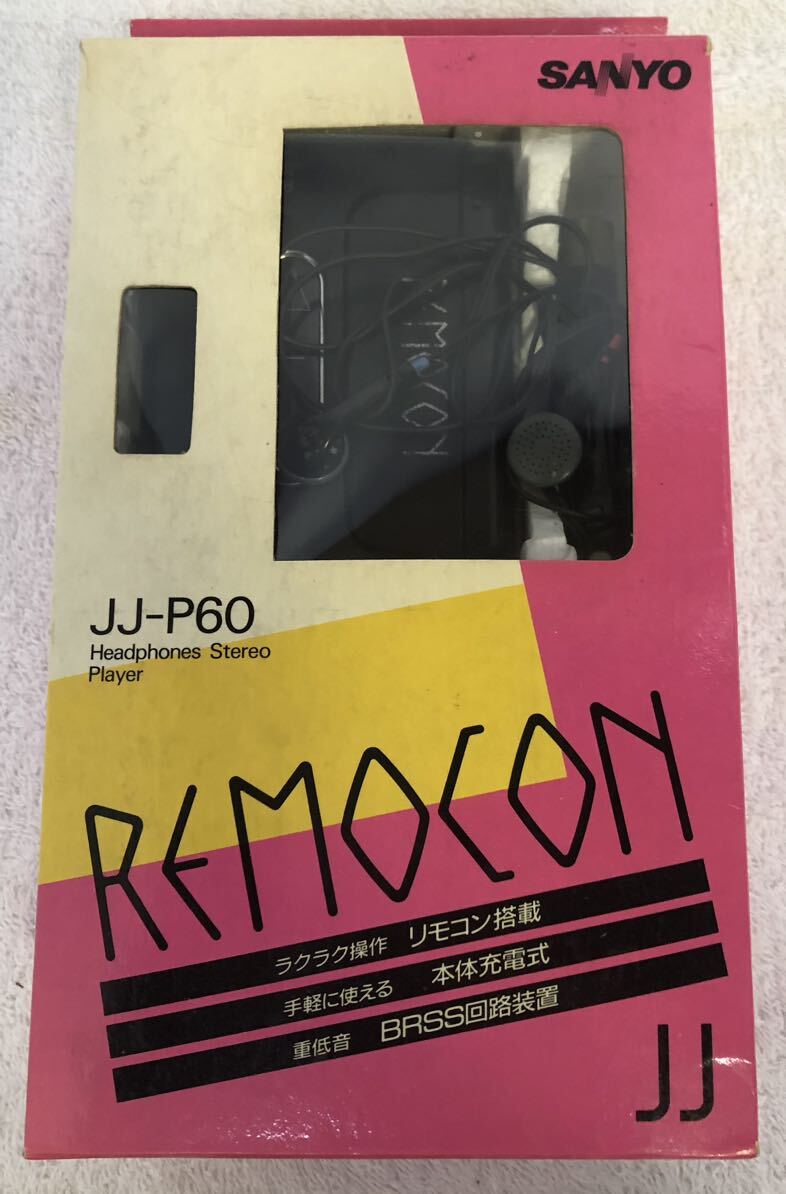 SANYO
REMOCON
JJ-P60
Headphones Stereo
Player
REMOCON
ラクラク操作 リモコン搭載
手軽に使える 本体充電式
重低音 BRSS回路装置
JJ